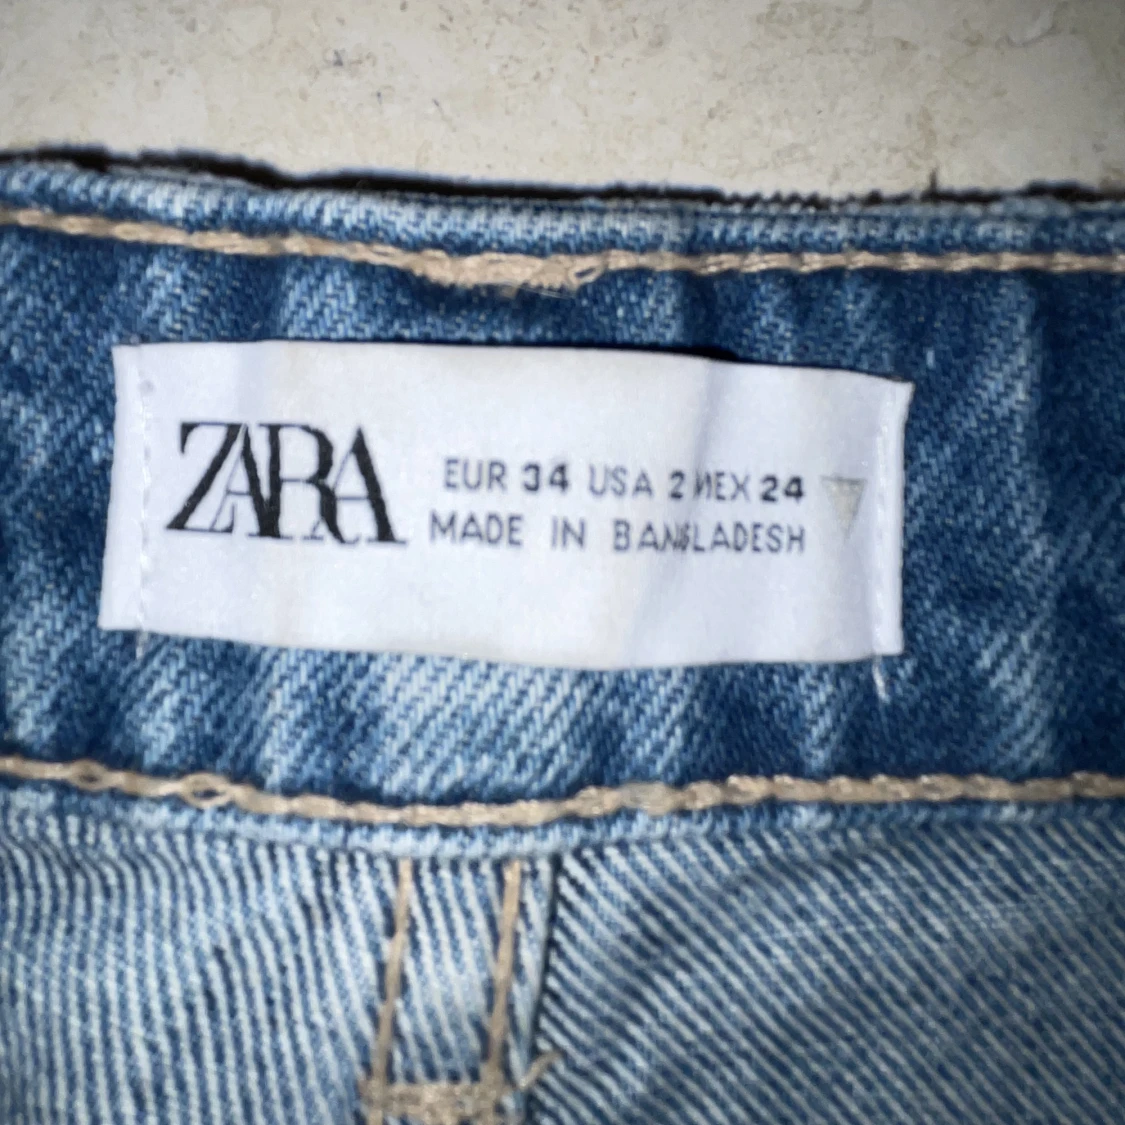 ZARA
EUR 34 USA 2 MEX 24
MADE IN BANGLADESH